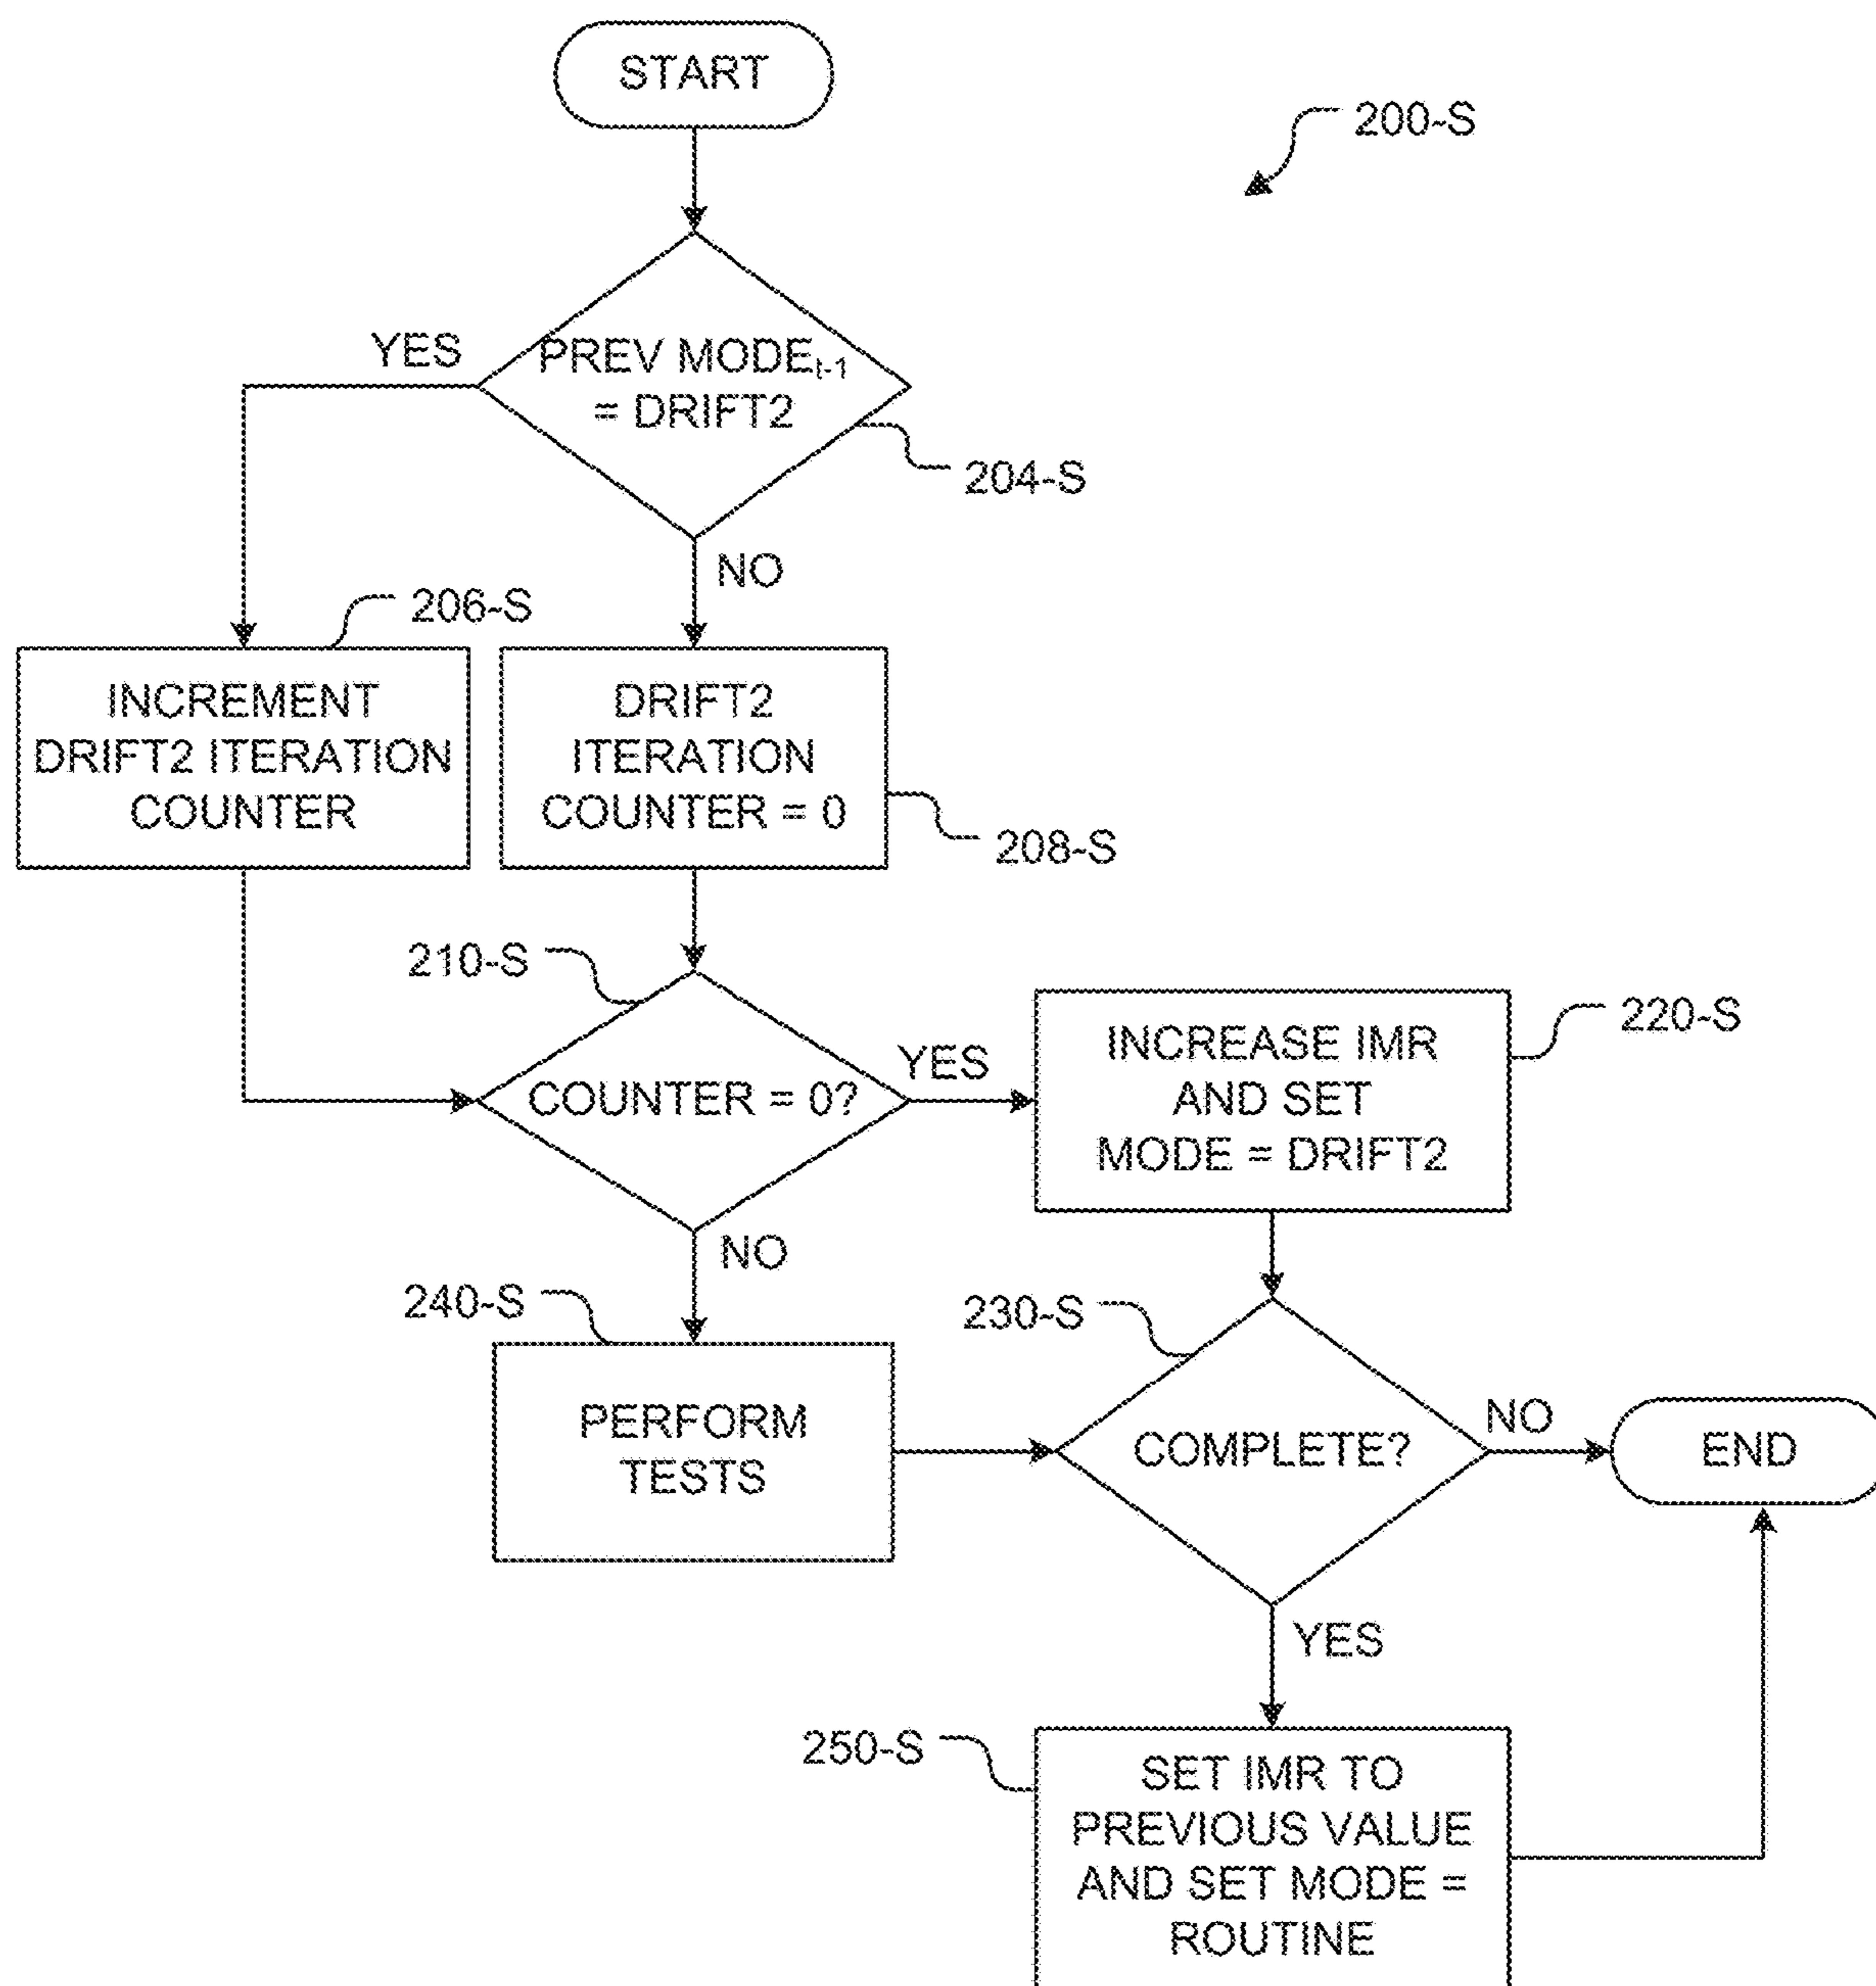 START
200-S
YES
PREV MODEt-1
= DRIFT2
204-S
NO
206-S
INCREMENT
DRIFT2 ITERATION
COUNTER
DRIFT2
ITERATION
COUNTER = 0
208-S
210-S
COUNTER = 0?
YES
INCREASE IMR
AND SET
MODE = DRIFT2
220-S
NO
240-S
PERFORM
TESTS
230-S
COMPLETE?
NO
END
YES
250-S
SET IMR TO
PREVIOUS VALUE
AND SET MODE =
ROUTINE